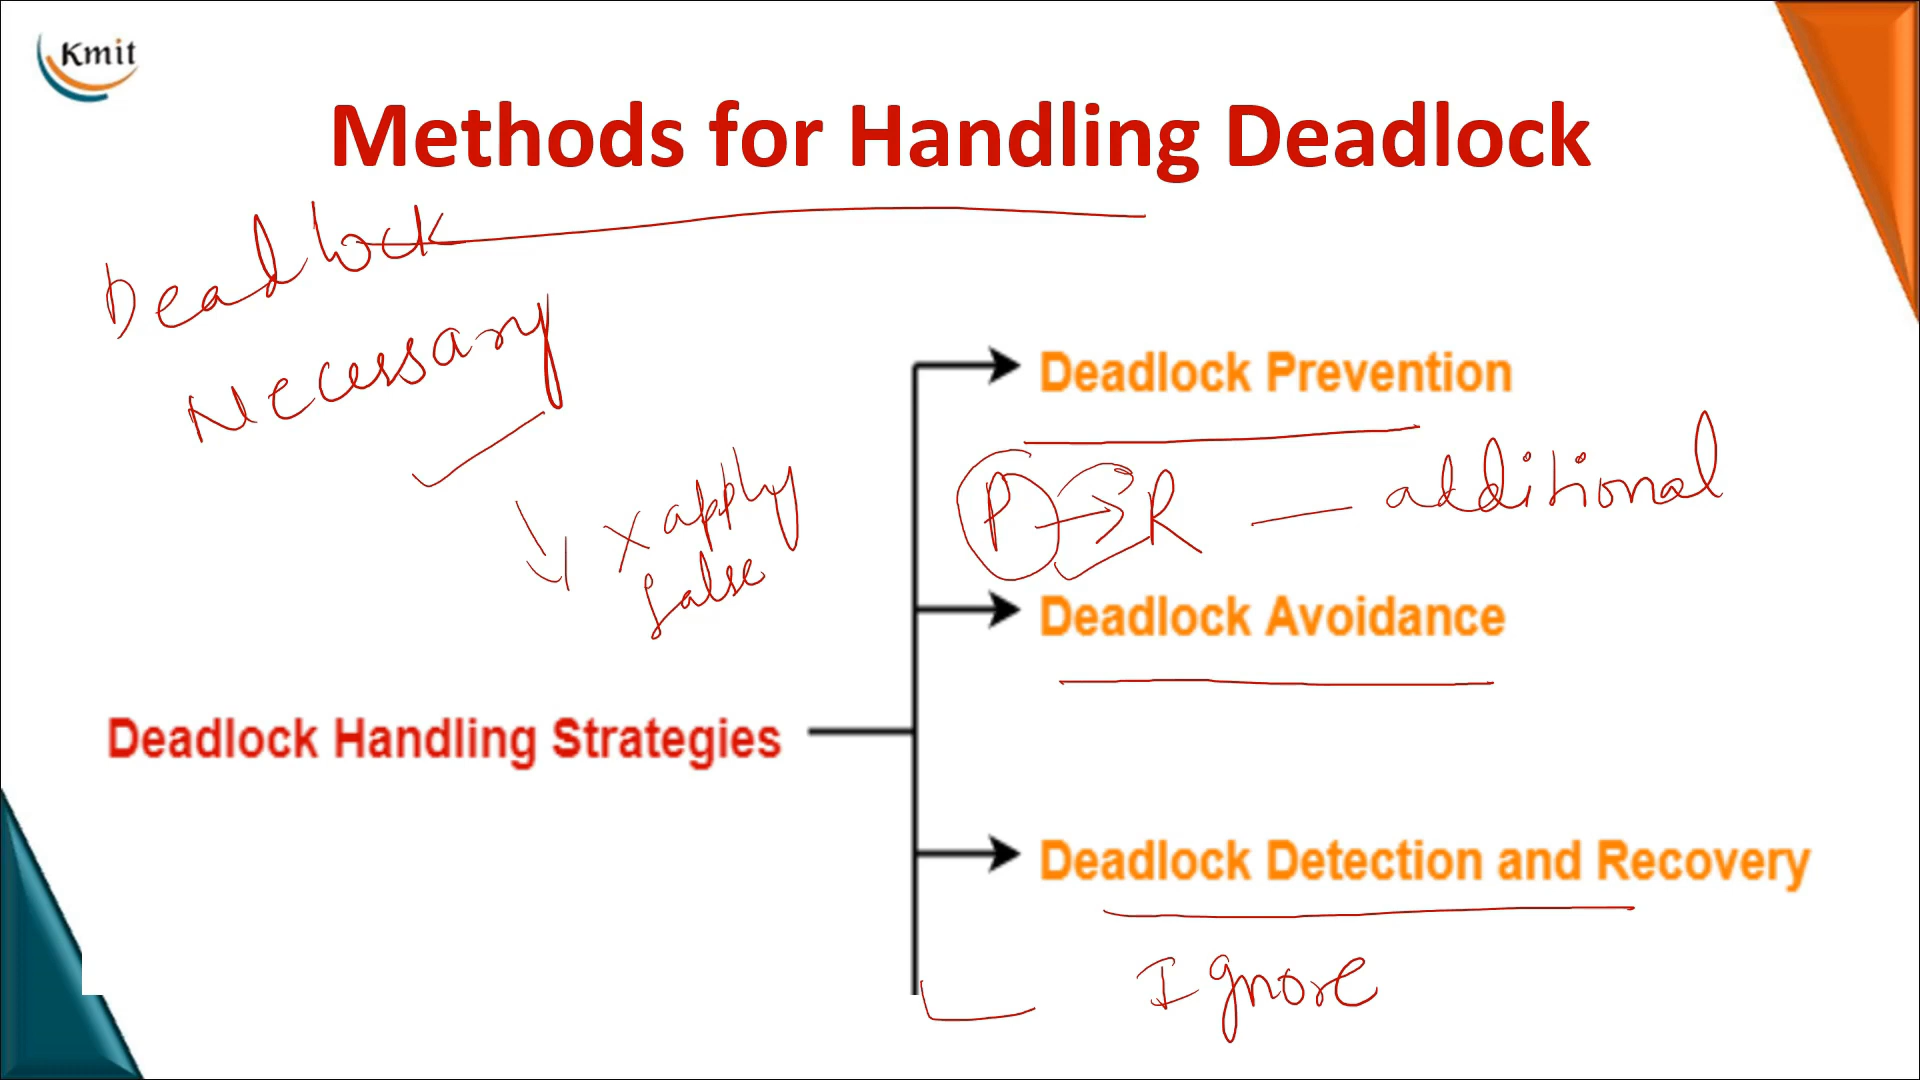 Kmit
Methods for Handling Deadlock
Deadlock
Necessary
x apply
false
Deadlock Prevention
P → R — additional
Deadlock Avoidance
Deadlock Handling Strategies
Deadlock Detection and Recovery
Ignore